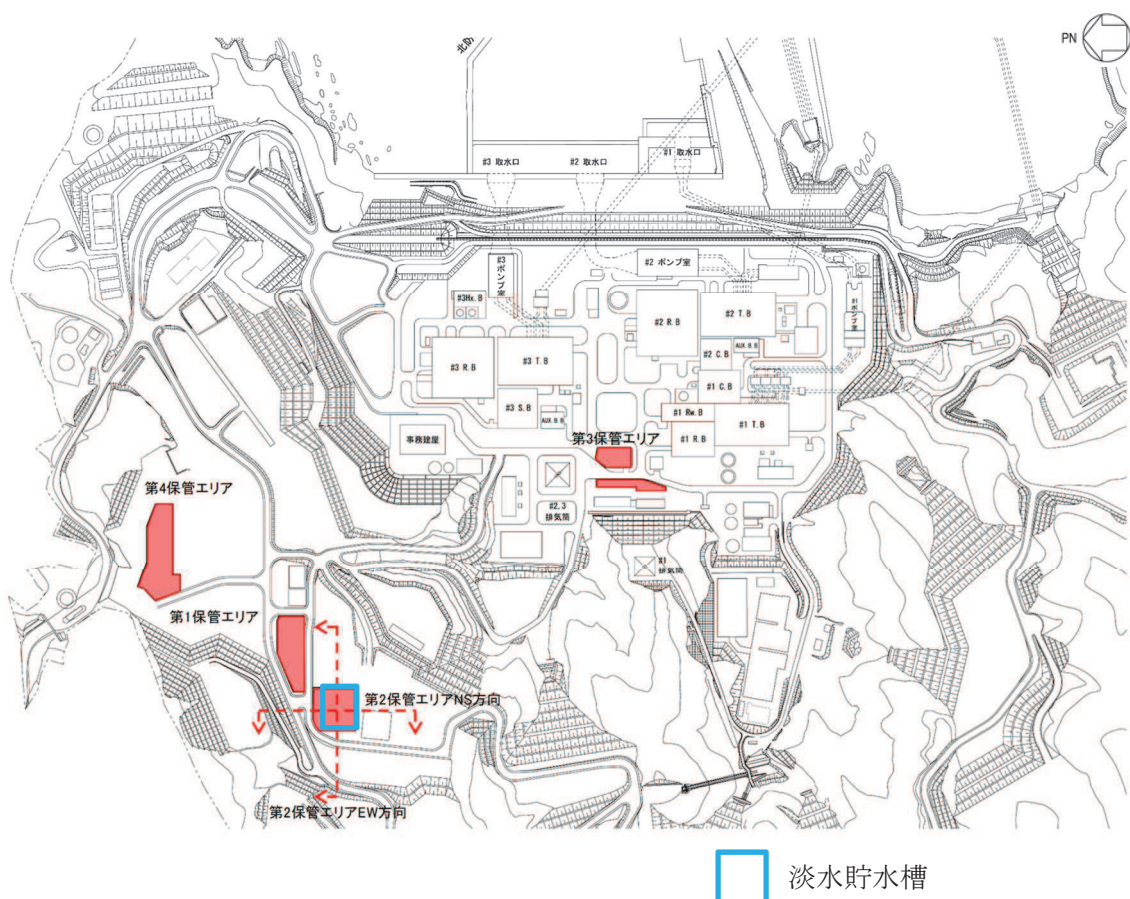 PN
北防
#3 取水口
#2 取水口
#1 取水口
#3
ポンプ室
#2 ポンプ室
#1
ポンプ室
#3Hx.B
#2 R.B
#2 T.B
#3 R.B
#3 T.B
#2 C.B
AUX.B.B
#1 C.B
#3 S.B
AUX.B.B
#1 Rw.B
#1 T.B
#1 R.B
事務建屋
第3保管エリア
第4保管エリア
#2,3
排気筒
#1
排気筒
第1保管エリア
第2保管エリアNS方向
第2保管エリアEW方向
淡水貯水槽